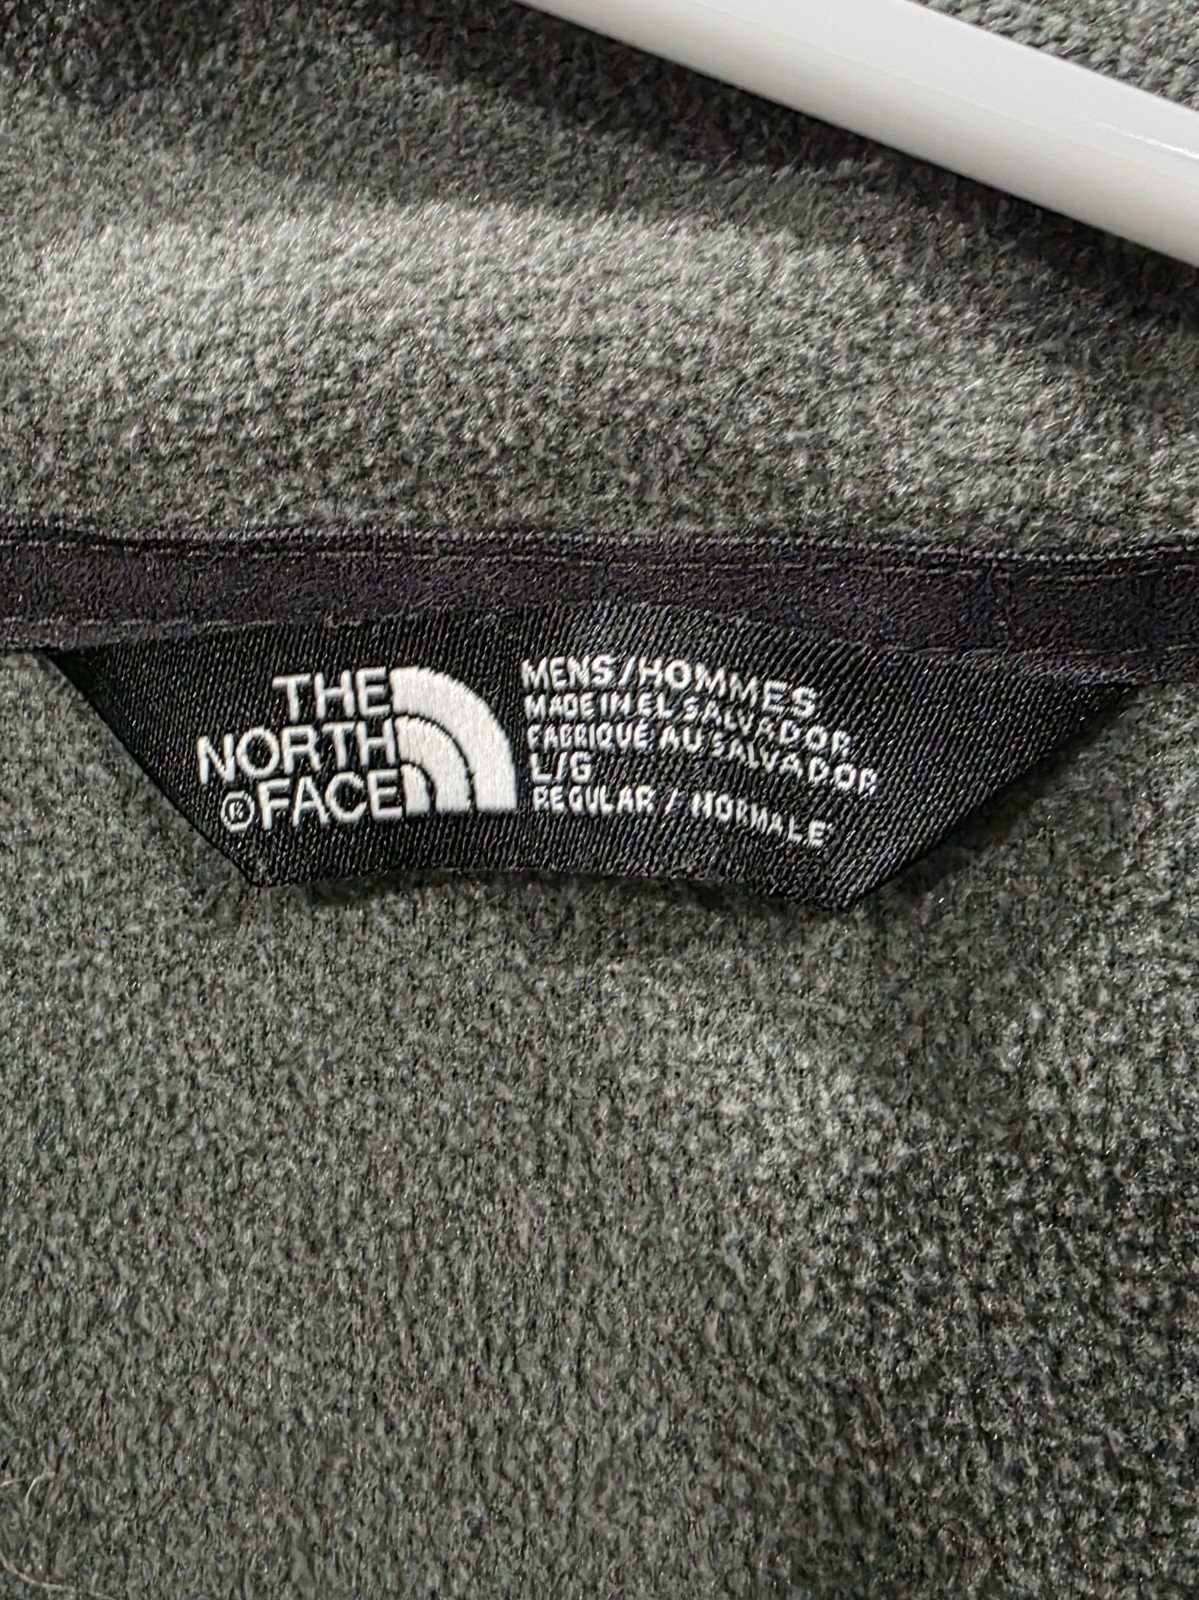 THE
NORTH
®FACE
MENS/HOMMES
MADE IN EL SALVADOR
FABRIQUÉ AU SALVADOR
L/G
REGULAR / NORMALE